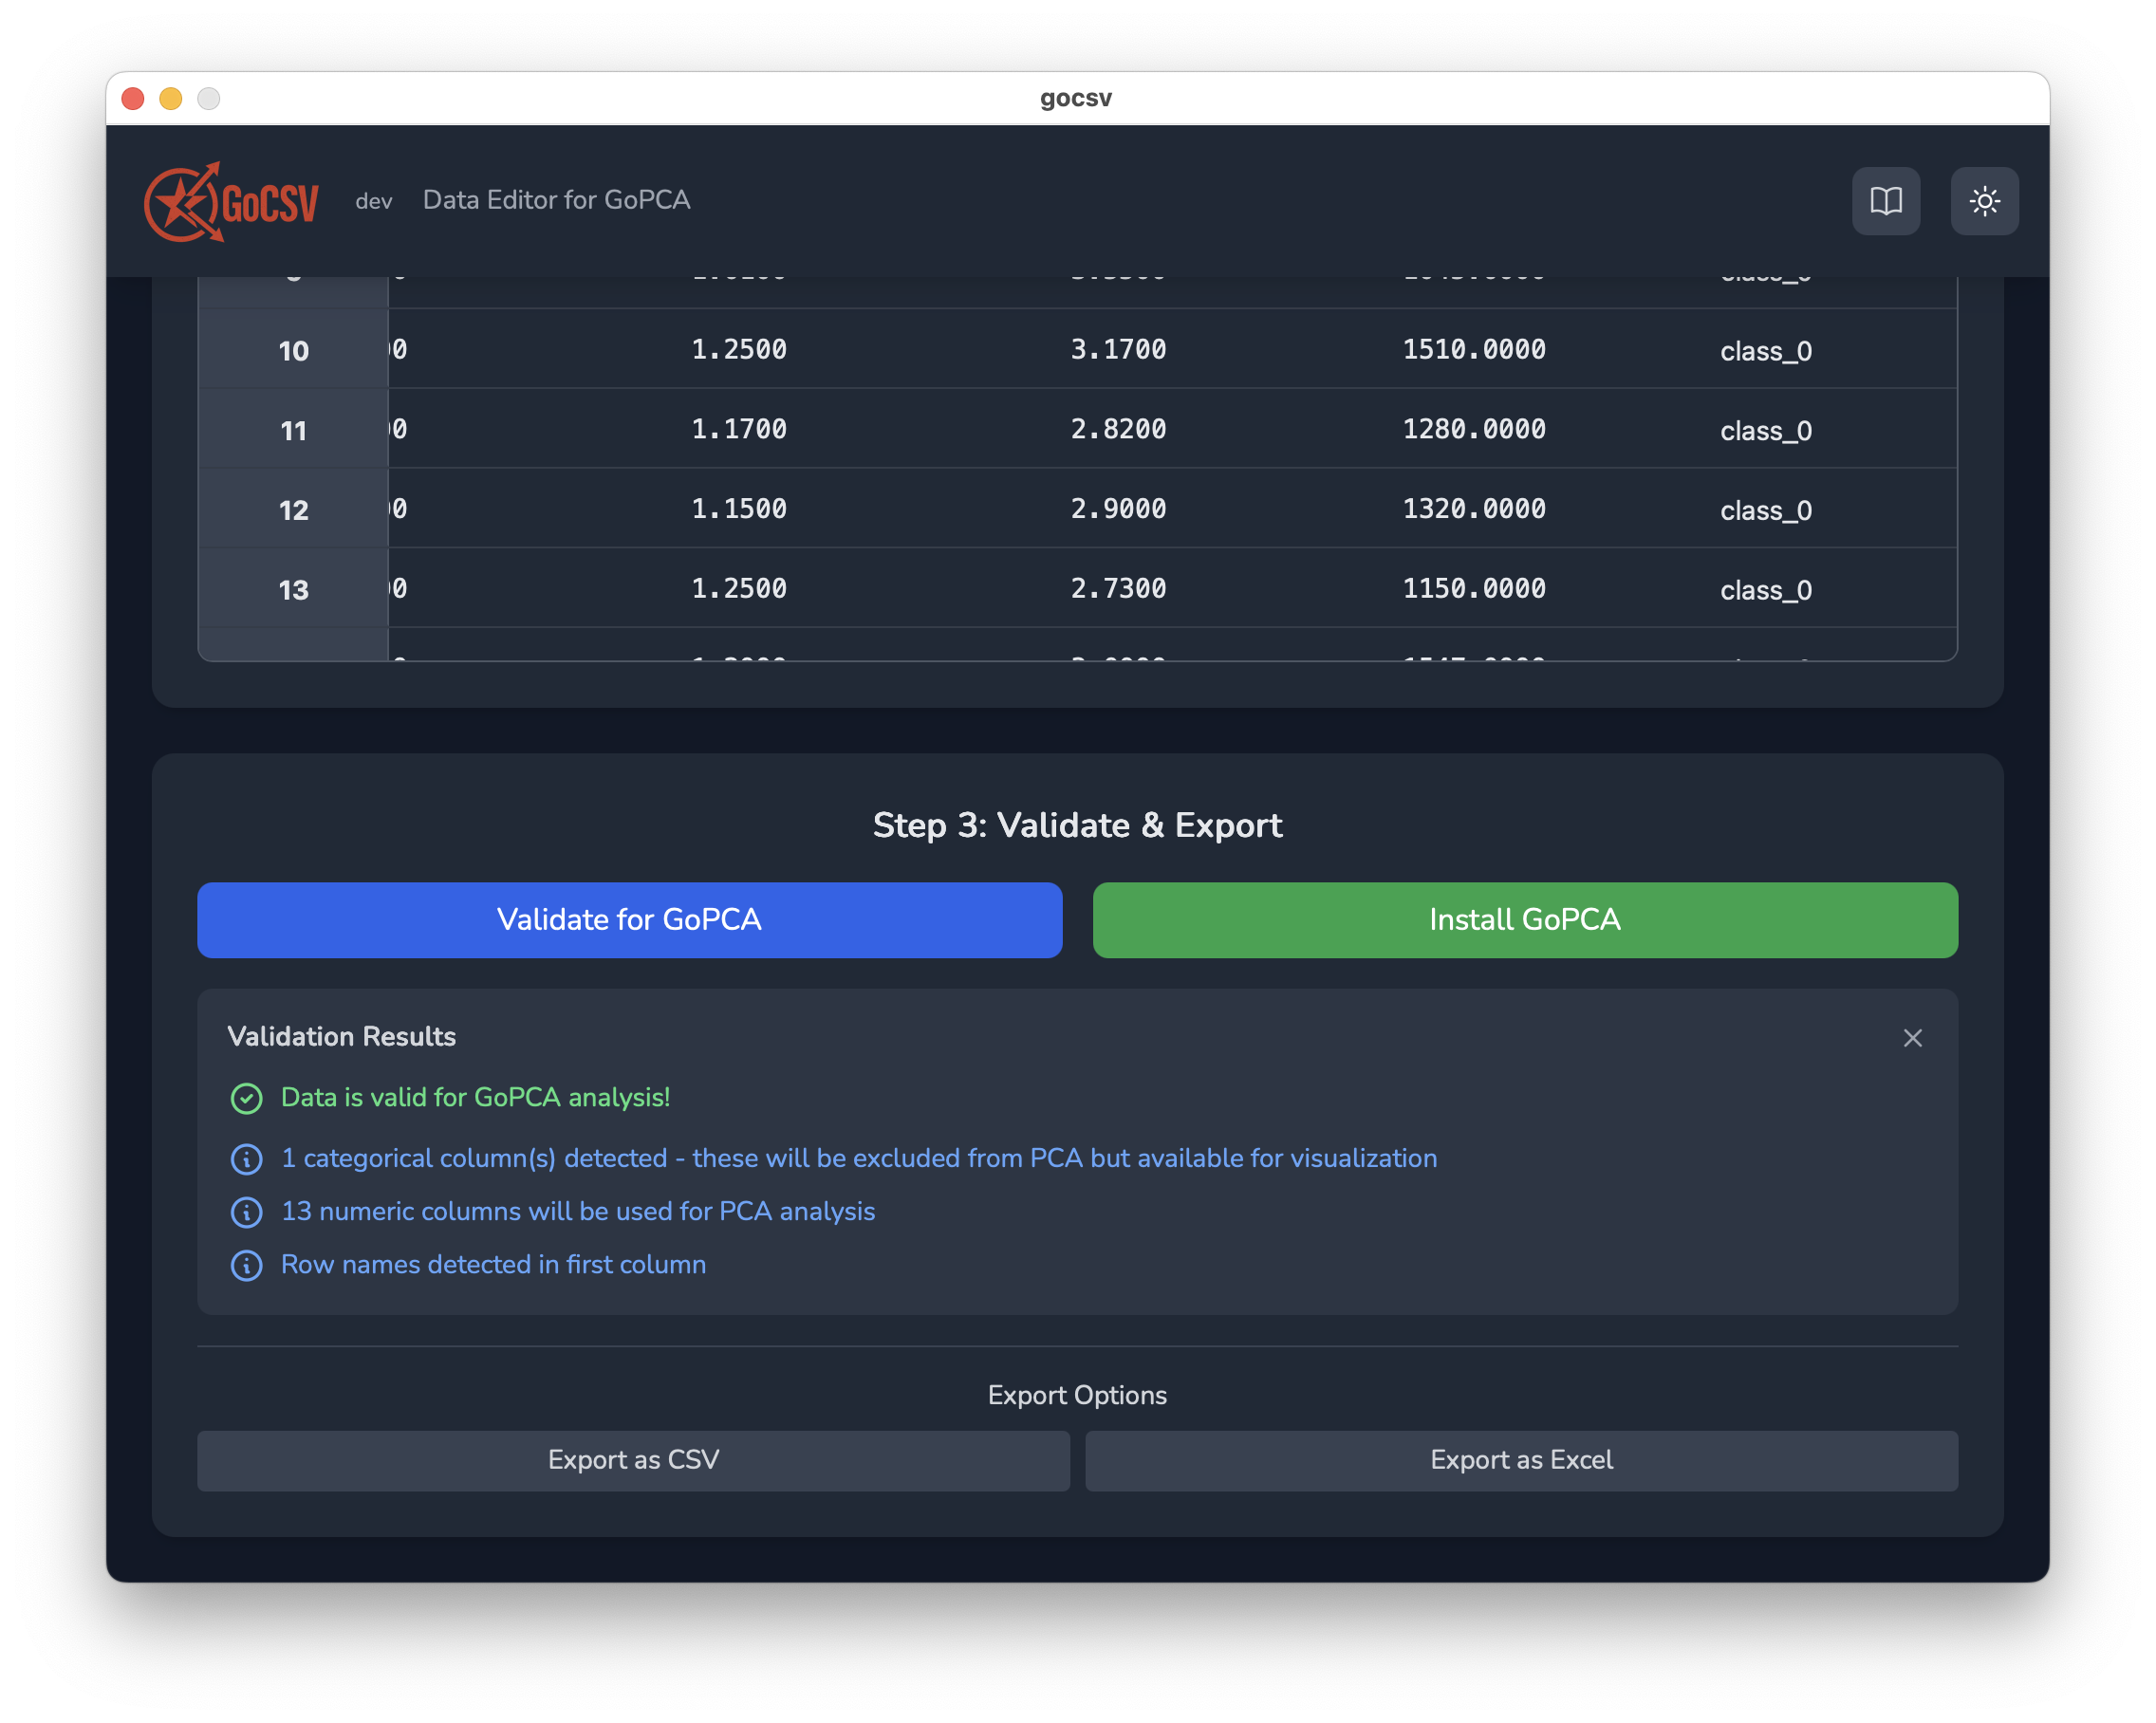 gocsv
GoCSV dev Data Editor for GoPCA
10 00 1.2500 3.1700 1510.0000 class_0
11 00 1.1700 2.8200 1280.0000 class_0
12 00 1.1500 2.9000 1320.0000 class_0
13 00 1.2500 2.7300 1150.0000 class_0
Step 3: Validate & Export
Validate for GoPCA Install GoPCA
Validation Results
Data is valid for GoPCA analysis!
1 categorical column(s) detected - these will be excluded from PCA but available for visualization
13 numeric columns will be used for PCA analysis
Row names detected in first column
Export Options
Export as CSV Export as Excel